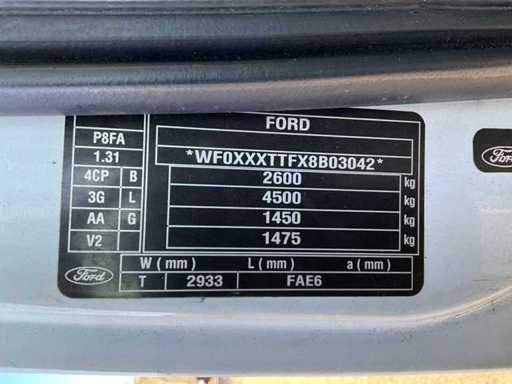 FORD
P8FA
*WF0XXXTTFX8B03042*
1.31
4CP B 2600 kg
3G L 4500 kg
AA G 1450 kg
V2 1475 kg
W ( mm ) L ( mm ) a ( mm )
Ford T 2933 FAE6
Ford